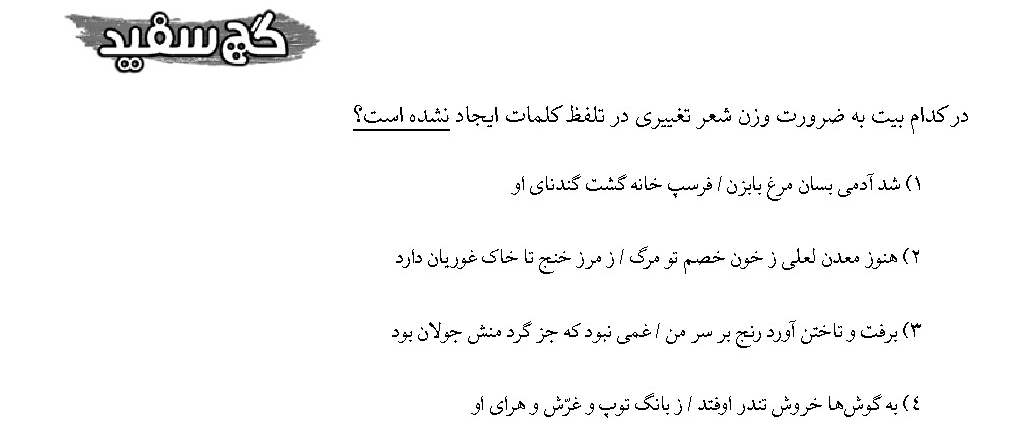 گچ سفید
در کدام بیت به ضرورت وزن شعر تغییری در تلفظ کلمات ایجاد نشده است؟
۱) شد آدمی بسان مرغ بابزن / فرسپ خانه گشت گندنای او
۲) هنوز معدن لعلی ز خون خصم تو مرگ / ز مرز خنج تا خاک غوریان دارد
۳) برفت و تاختن آورد رنج بر سر من / غمی نبود که جز گرد منش جولان بود
۴) به گوش‌ها خروش تندر اوفتد / ز بانگ توپ و غرّش و هرای او